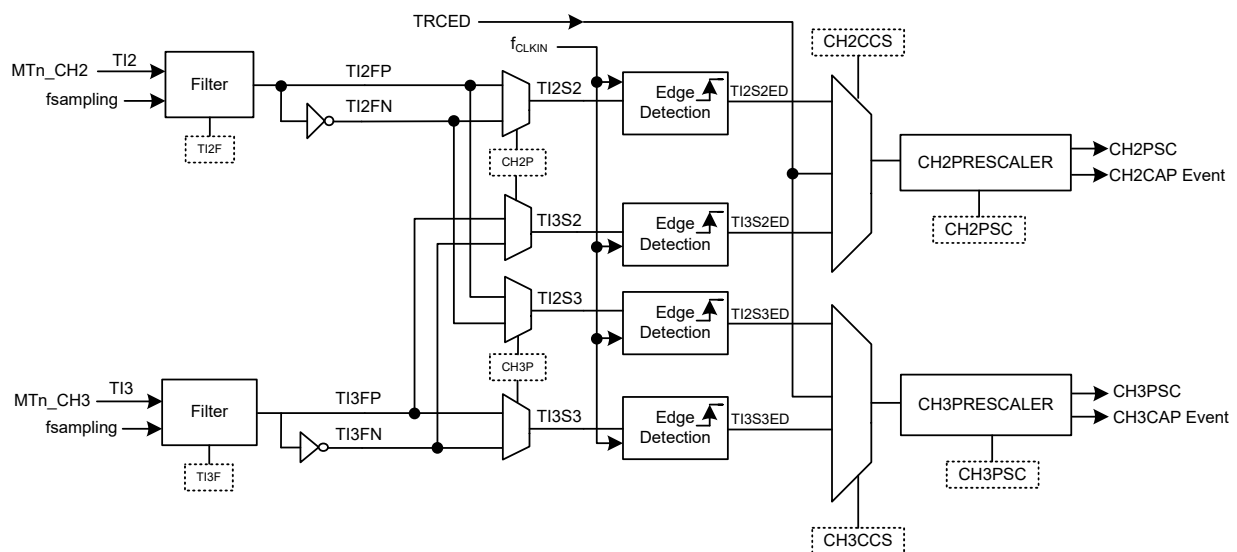 TRCED
fCLKIN
CH2CCS
TI2
MTn_CH2
fsampling
Filter
TI2F
TI2FP
TI2FN
CH2P
TI2S2
Edge
Detection
TI2S2ED
CH2PRESCALER
CH2PSC
CH2CAP Event
CH2PSC
TI3S2
Edge
Detection
TI3S2ED
TI2S3
Edge
Detection
TI2S3ED
CH3P
TI3
MTn_CH3
fsampling
Filter
TI3F
TI3FP
TI3FN
TI3S3
Edge
Detection
TI3S3ED
CH3PRESCALER
CH3PSC
CH3CAP Event
CH3PSC
CH3CCS